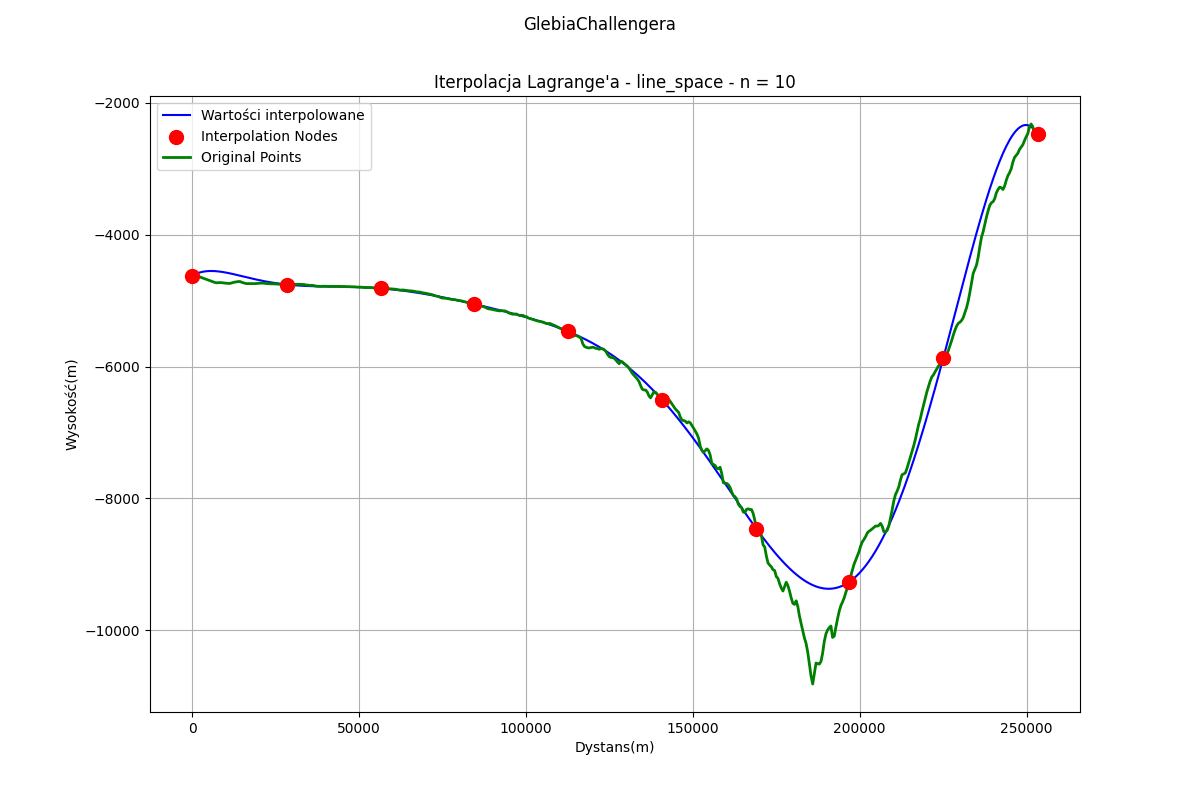 GlebiaChallengera
Iterpolacja Lagrange'a - line_space - n = 10
Wartości interpolowane
Interpolation Nodes
Original Points
−2000
−4000
−6000
−8000
−10000
Wysokość(m)
0
50000
100000
150000
200000
250000
Dystans(m)